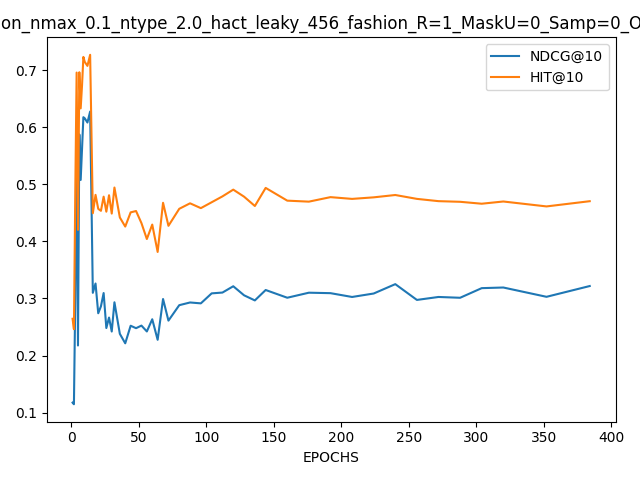 on_nmax_0.1_ntype_2.0_hact_leaky_456_fashion_R=1_MaskU=0_Samp=0_O
NDCG@10
HIT@10
0.7
0.6
0.5
0.4
0.3
0.2
0.1
0 50 100 150 200 250 300 350 400
EPOCHS